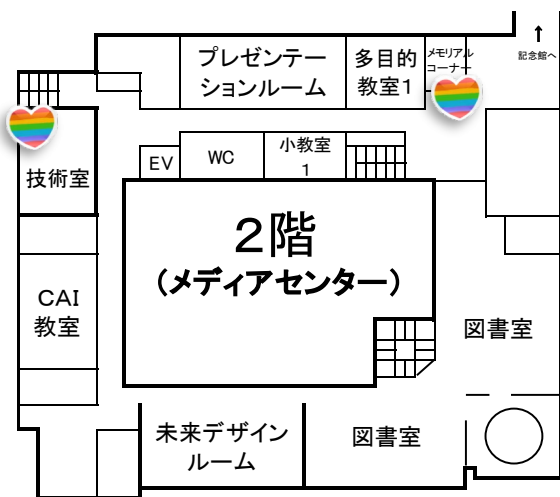 プレゼンテー
ションルーム
多目的
教室1
メモリアル
コーナー
↑
記念館へ
技術室
EV
WC
小教室
1
2階
(メディアセンター)
CAI
教室
図書室
未来デザイン
ルーム
図書室